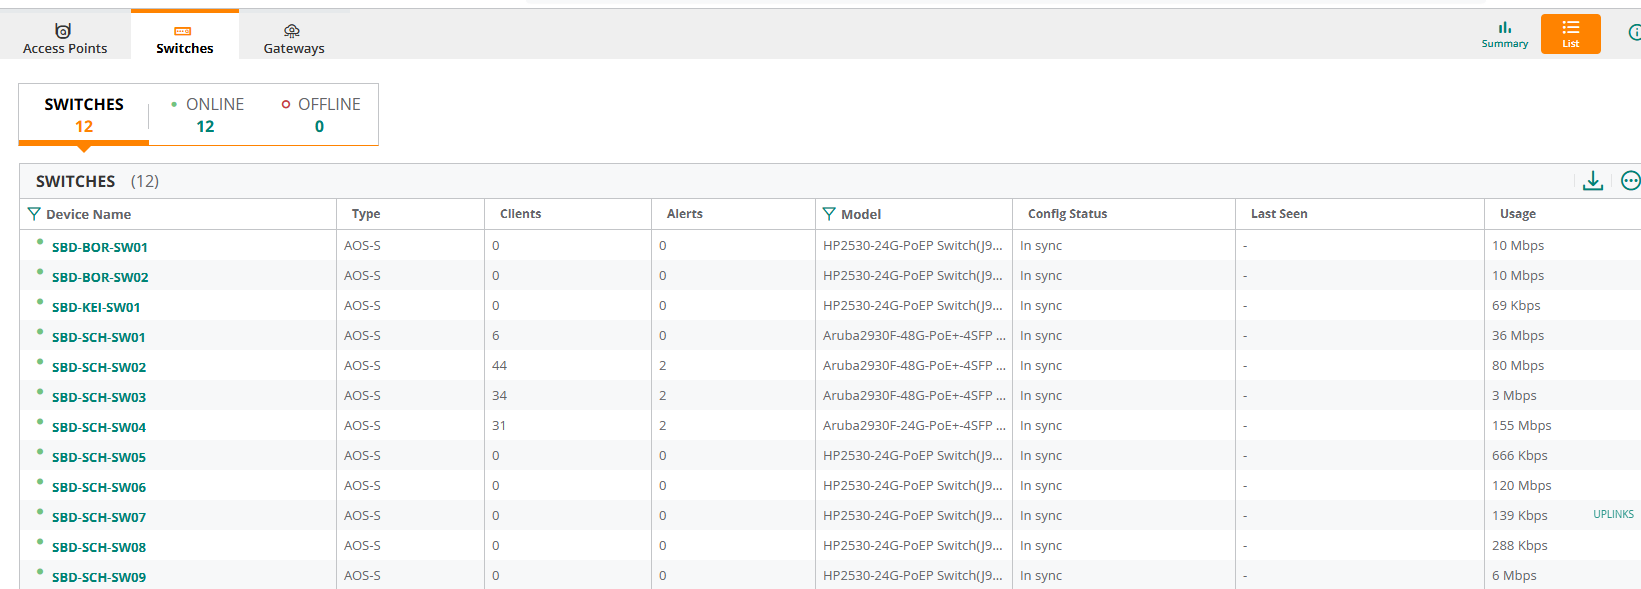 Access Points Switches Gateways Summary List
SWITCHES ONLINE OFFLINE
12 12 0
SWITCHES (12)
Device Name Type Clients Alerts Model Config Status Last Seen Usage
SBD-BOR-SW01 AOS-S 0 0 HP2530-24G-PoEP Switch(J9... In sync - 10 Mbps
SBD-BOR-SW02 AOS-S 0 0 HP2530-24G-PoEP Switch(J9... In sync - 10 Mbps
SBD-KEI-SW01 AOS-S 0 0 HP2530-24G-PoEP Switch(J9... In sync - 69 Kbps
SBD-SCH-SW01 AOS-S 6 0 Aruba2930F-48G-PoE+-4SFP ... In sync - 36 Mbps
SBD-SCH-SW02 AOS-S 44 2 Aruba2930F-48G-PoE+-4SFP ... In sync - 80 Mbps
SBD-SCH-SW03 AOS-S 34 2 Aruba2930F-48G-PoE+-4SFP ... In sync - 3 Mbps
SBD-SCH-SW04 AOS-S 31 2 Aruba2930F-24G-PoE+-4SFP ... In sync - 155 Mbps
SBD-SCH-SW05 AOS-S 0 0 HP2530-24G-PoEP Switch(J9... In sync - 666 Kbps
SBD-SCH-SW06 AOS-S 0 0 HP2530-24G-PoEP Switch(J9... In sync - 120 Mbps
SBD-SCH-SW07 AOS-S 0 0 HP2530-24G-PoEP Switch(J9... In sync - 139 Kbps UPLINKS
SBD-SCH-SW08 AOS-S 0 0 HP2530-24G-PoEP Switch(J9... In sync - 288 Kbps
SBD-SCH-SW09 AOS-S 0 0 HP2530-24G-PoEP Switch(J9... In sync - 6 Mbps